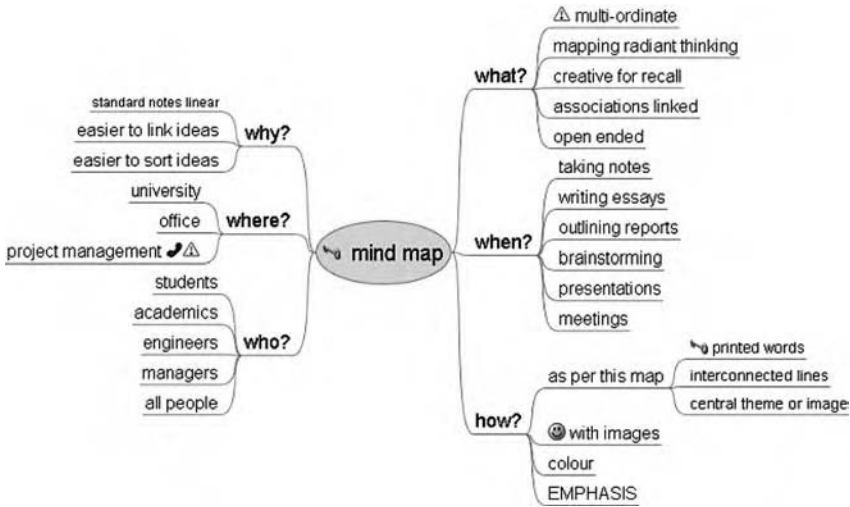 mind map
why?
standard notes linear
easier to link ideas
easier to sort ideas
where?
university
office
project management
who?
students
academics
engineers
managers
all people
what?
multi-ordinate
mapping radiant thinking
creative for recall
associations linked
open ended
when?
taking notes
writing essays
outlining reports
brainstorming
presentations
meetings
how?
as per this map
printed words
interconnected lines
central theme or image
with images
colour
EMPHASIS